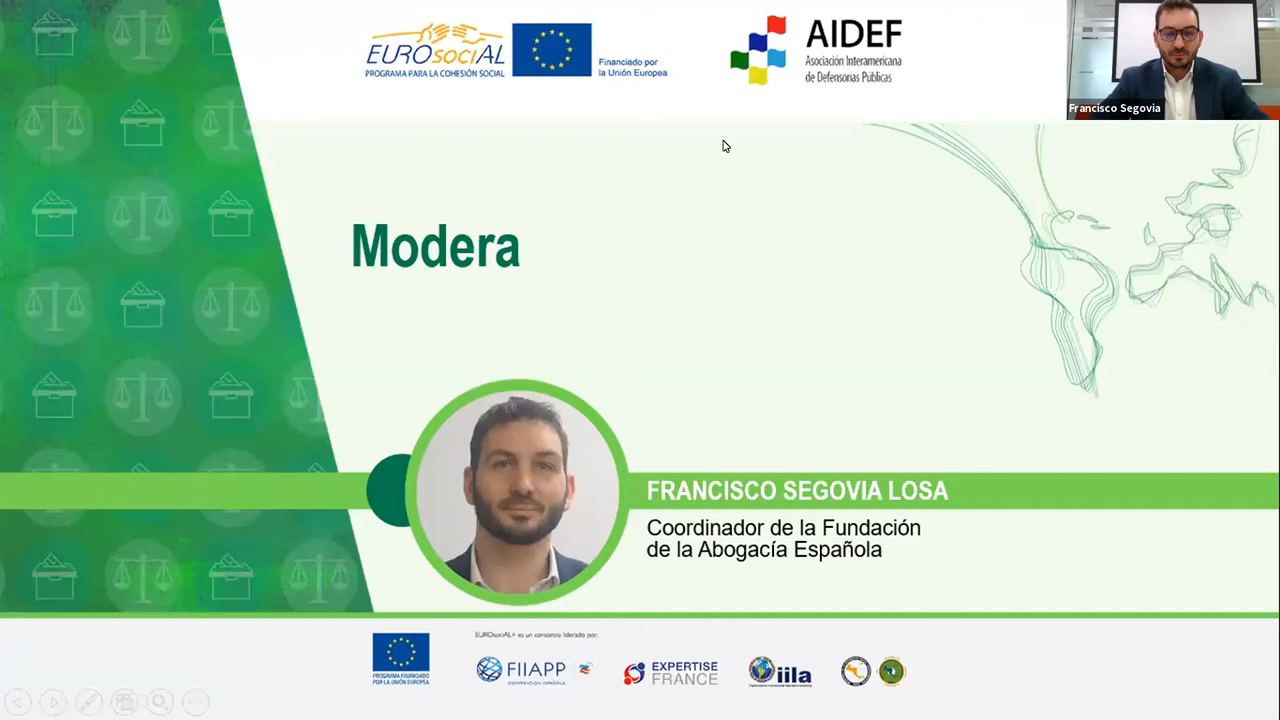 EUROsociAL
PROGRAMA PARA LA COHESIÓN SOCIAL
Financiado por
la Unión Europea
AIDEF
Asociación Interamericana
de Defensorías Públicas
Francisco Segovia
Modera
FRANCISCO SEGOVIA LOSA
Coordinador de la Fundación
de la Abogacía Española
EUROsociAL+ es un consorcio liderado por:
PROGRAMA FINANCIADO
POR LA UNIÓN EUROPEA
FIIAPP
COOPERACIÓN ESPAÑOLA
EXPERTISE
FRANCE
iila